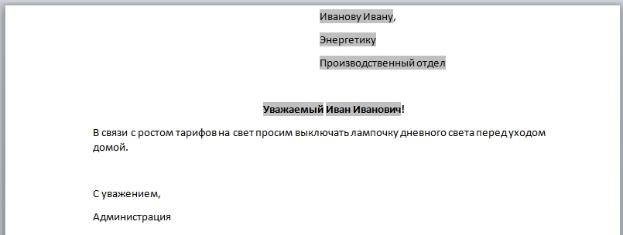 Иванову Ивану,
Энергетику
Производственный отдел
Уважаемый Иван Иванович!
В связи с ростом тарифов на свет просим выключать лампочку дневного света перед уходом
домой.
С уважением,
Администрация